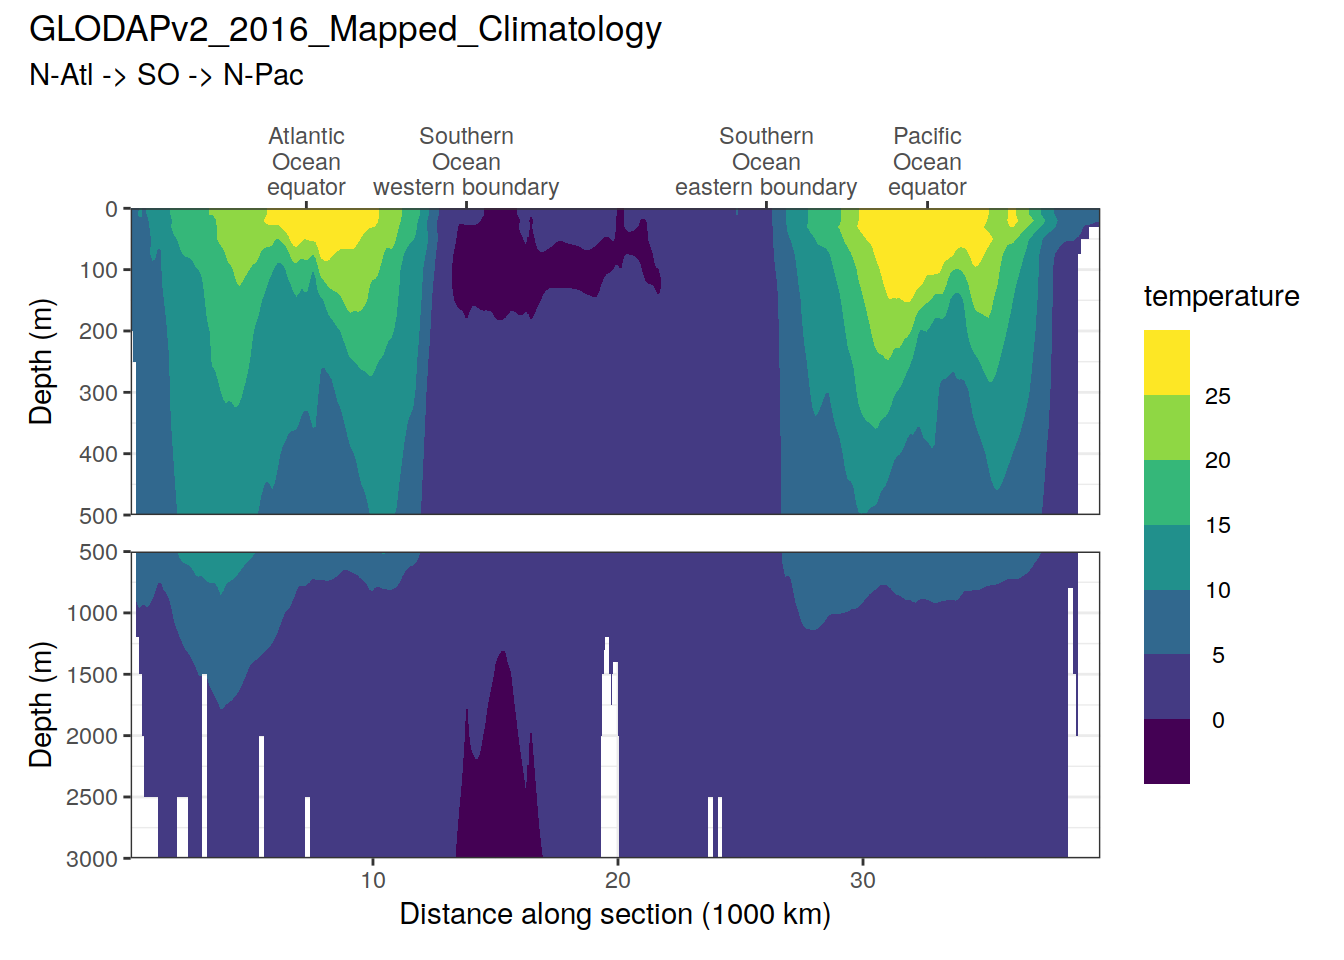 GLODAPv2_2016_Mapped_Climatology
N-Atl -> SO -> N-Pac
Atlantic
Ocean
equator
Southern
Ocean
western boundary
Southern
Ocean
eastern boundary
Pacific
Ocean
equator
0
100
200
300
400
500
Depth (m)
500
1000
1500
2000
2500
3000
Depth (m)
10
20
30
Distance along section (1000 km)
temperature
25
20
15
10
5
0